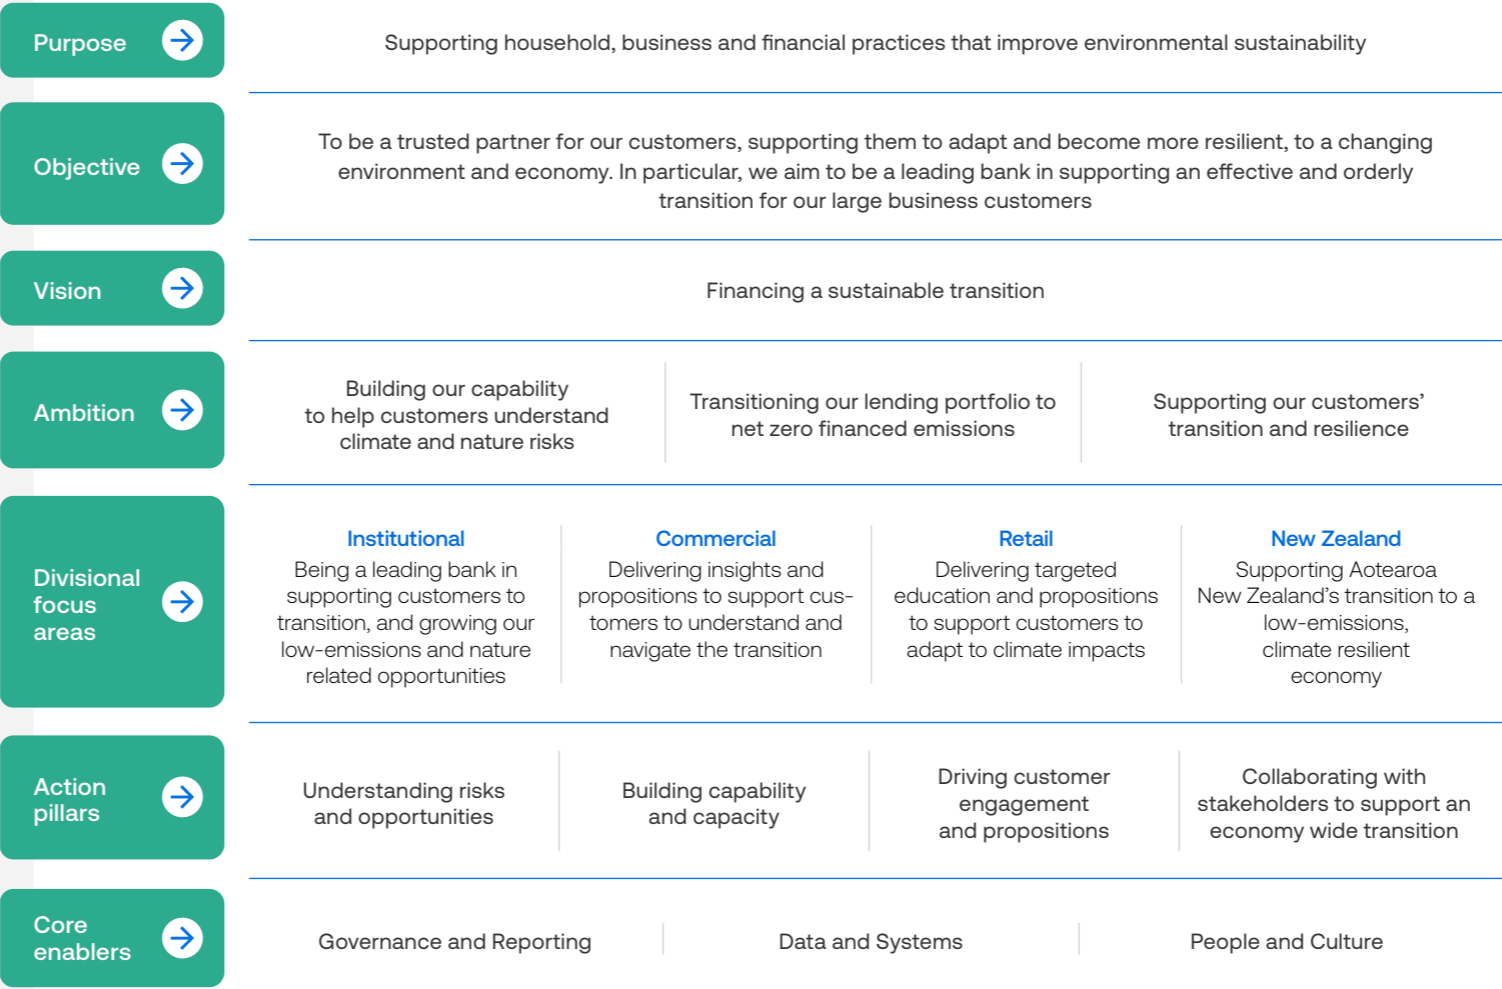 Purpose
Supporting household, business and financial practices that improve environmental sustainability
Objective
To be a trusted partner for our customers, supporting them to adapt and become more resilient, to a changing
environment and economy. In particular, we aim to be a leading bank in supporting an effective and orderly
transition for our large business customers
Vision
Financing a sustainable transition
Ambition
Building our capability
to help customers understand
climate and nature risks
Transitioning our lending portfolio to
net zero financed emissions
Supporting our customers’
transition and resilience
Divisional
focus
areas
Institutional
Being a leading bank in
supporting customers to
transition, and growing our
low-emissions and nature
related opportunities
Commercial
Delivering insights and
propositions to support cus-
tomers to understand and
navigate the transition
Retail
Delivering targeted
education and propositions
to support customers to
adapt to climate impacts
New Zealand
Supporting Aotearoa
New Zealand’s transition to a
low-emissions,
climate resilient
economy
Action
pillars
Understanding risks
and opportunities
Building capability
and capacity
Driving customer
engagement
and propositions
Collaborating with
stakeholders to support an
economy wide transition
Core
enablers
Governance and Reporting
Data and Systems
People and Culture